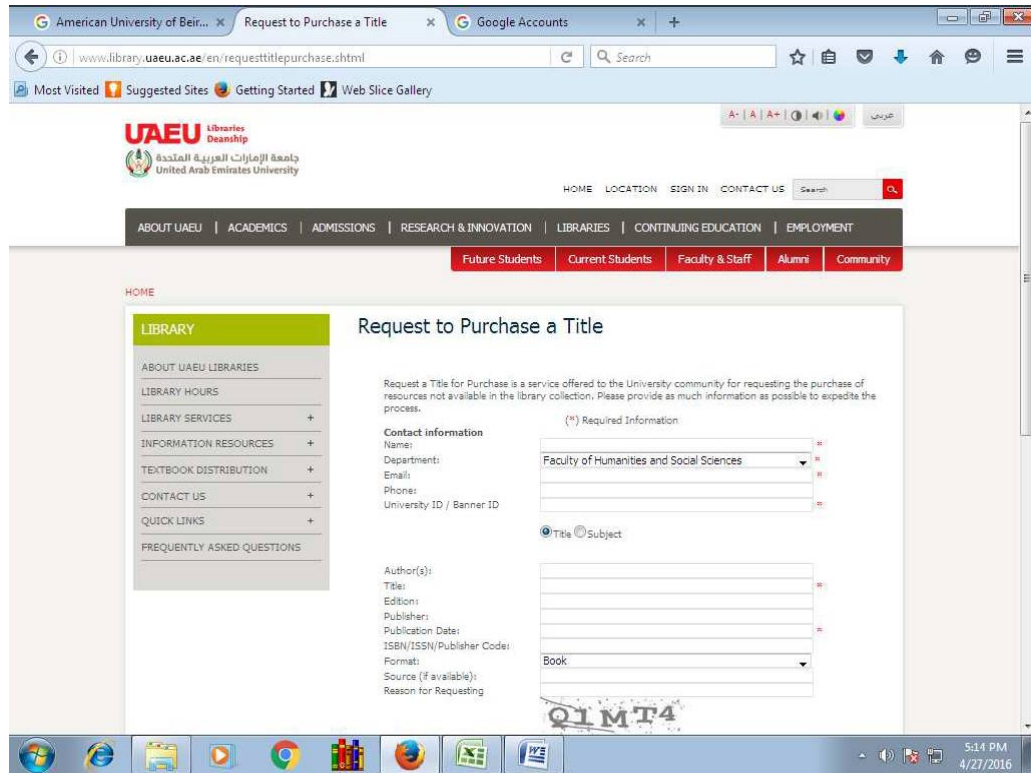 American University of Beir... × Request to Purchase a Title × Google Accounts × +
www.library.uaeu.ac.ae/en/requesttitlepurchase.shtml Search
Most Visited Suggested Sites Getting Started Web Slice Gallery
A- | A | A+ عربي
UAEU Libraries
Deanship
جامعة الإمارات العربية المتحدة
United Arab Emirates University
HOME LOCATION SIGN IN CONTACT US Search
ABOUT UAEU | ACADEMICS | ADMISSIONS | RESEARCH & INNOVATION | LIBRARIES | CONTINUING EDUCATION | EMPLOYMENT
Future Students Current Students Faculty & Staff Alumni Community
HOME
LIBRARY
ABOUT UAEU LIBRARIES
LIBRARY HOURS
LIBRARY SERVICES +
INFORMATION RESOURCES +
TEXTBOOK DISTRIBUTION +
CONTACT US +
QUICK LINKS +
FREQUENTLY ASKED QUESTIONS
Request to Purchase a Title
Request a Title for Purchase is a service offered to the University community for requesting the purchase of
resources not available in the library collection. Please provide as much information as possible to expedite the
process.
(*) Required Information
Contact information
Name: *
Department: Faculty of Humanities and Social Sciences *
Email: *
Phone:
University ID / Banner ID *
Title Subject
Author(s):
Title: *
Edition:
Publisher:
Publication Date: *
ISBN/ISSN/Publisher Code:
Format: Book
Source (if available):
Reason for Requesting
Q1MT4
5:14 PM
4/27/2016